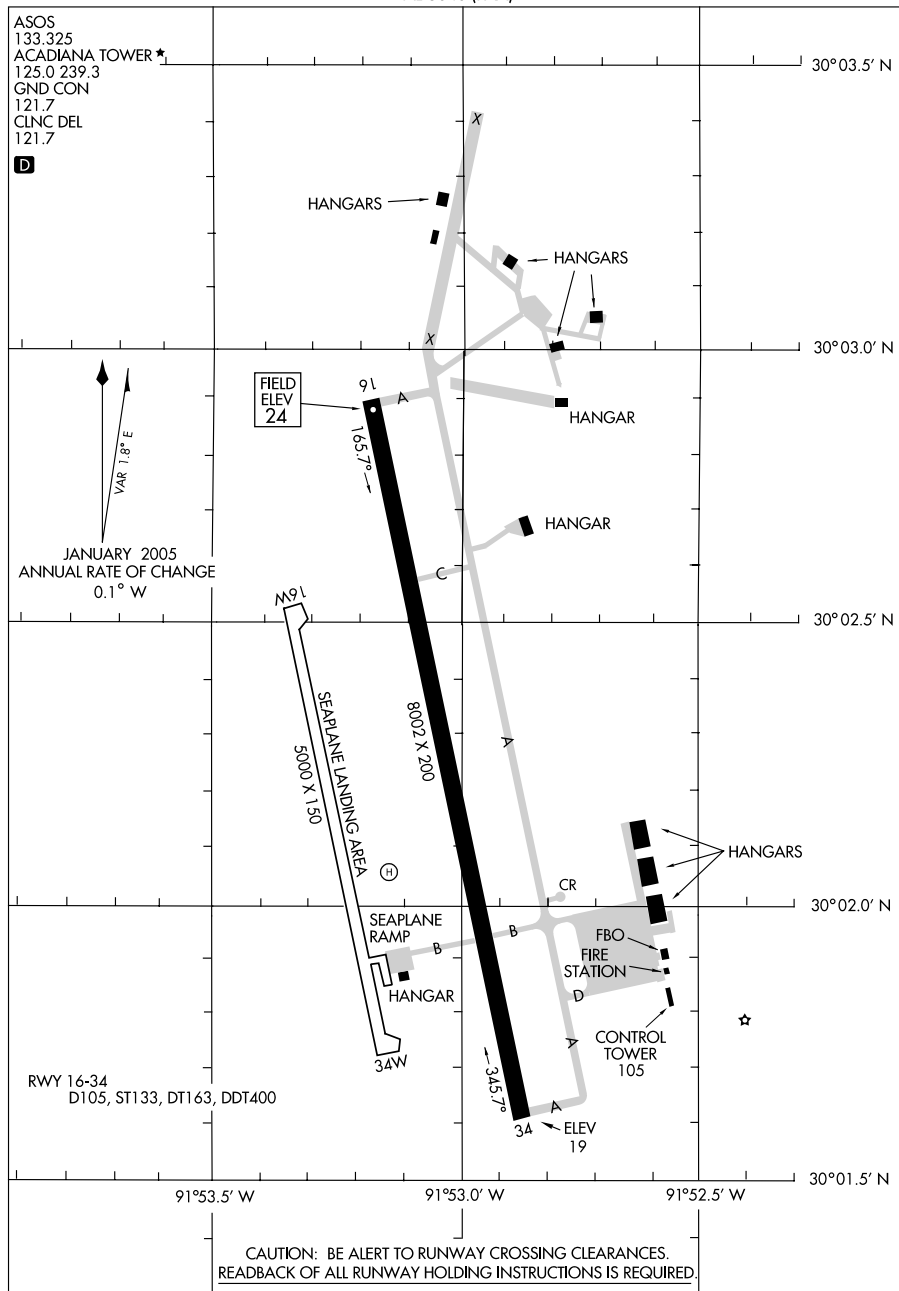 ASOS
133.325
ACADIANA TOWER ★
125.0 239.3
GND CON
121.7
CLNC DEL
121.7
D
30°03.5' N
X
HANGARS
HANGARS
X
30°03.0' N
FIELD
ELEV
24
16
A
165.7°
HANGAR
VAR 1.8° E
JANUARY 2005
ANNUAL RATE OF CHANGE
0.1° W
HANGAR
C
16W
30°02.5' N
SEAPLANE LANDING AREA
5000 X 150
8002 X 200
A
HANGARS
H
CR
30°02.0' N
SEAPLANE
RAMP
B
B
FBO
FIRE
STATION
HANGAR
D
CONTROL
TOWER
105
A
34W
345.7°
RWY 16-34
D105, ST133, DT163, DDT400
A
34
ELEV
19
30°01.5' N
91°53.5' W
91°53.0' W
91°52.5' W
CAUTION: BE ALERT TO RUNWAY CROSSING CLEARANCES.
READBACK OF ALL RUNWAY HOLDING INSTRUCTIONS IS REQUIRED.